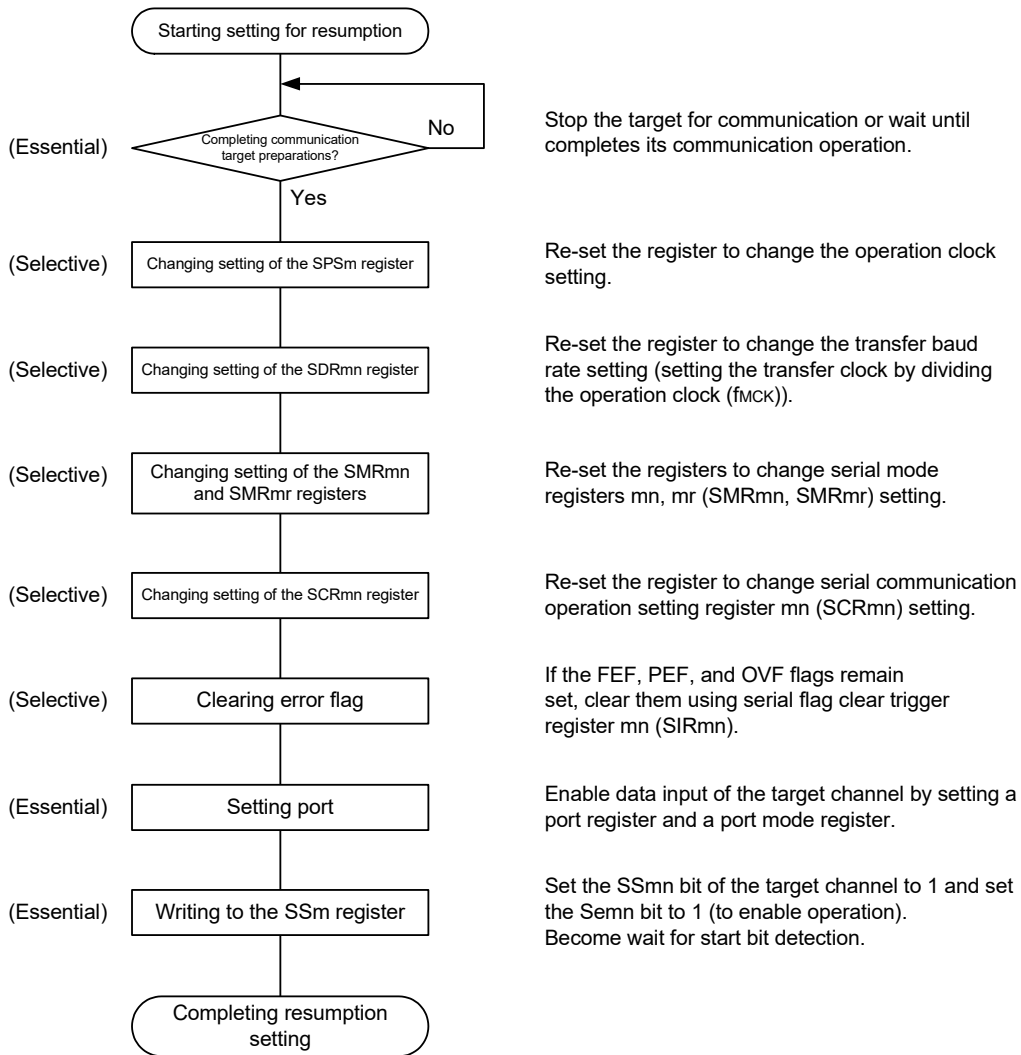 Starting setting for resumption
(Essential)
Completing communication
target preparations?
No
Stop the target for communication or wait until
completes its communication operation.
Yes
(Selective)
Changing setting of the SPSm register
Re-set the register to change the operation clock
setting.
(Selective)
Changing setting of the SDRmn register
Re-set the register to change the transfer baud
rate setting (setting the transfer clock by dividing
the operation clock (fMCK)).
(Selective)
Changing setting of the SMRmn
and SMRmr registers
Re-set the registers to change serial mode
registers mn, mr (SMRmn, SMRmr) setting.
(Selective)
Changing setting of the SCRmn register
Re-set the register to change serial communication
operation setting register mn (SCRmn) setting.
(Selective)
Clearing error flag
If the FEF, PEF, and OVF flags remain
set, clear them using serial flag clear trigger
register mn (SIRmn).
(Essential)
Setting port
Enable data input of the target channel by setting a
port register and a port mode register.
(Essential)
Writing to the SSm register
Set the SSmn bit of the target channel to 1 and set
the Semn bit to 1 (to enable operation).
Become wait for start bit detection.
Completing resumption
setting